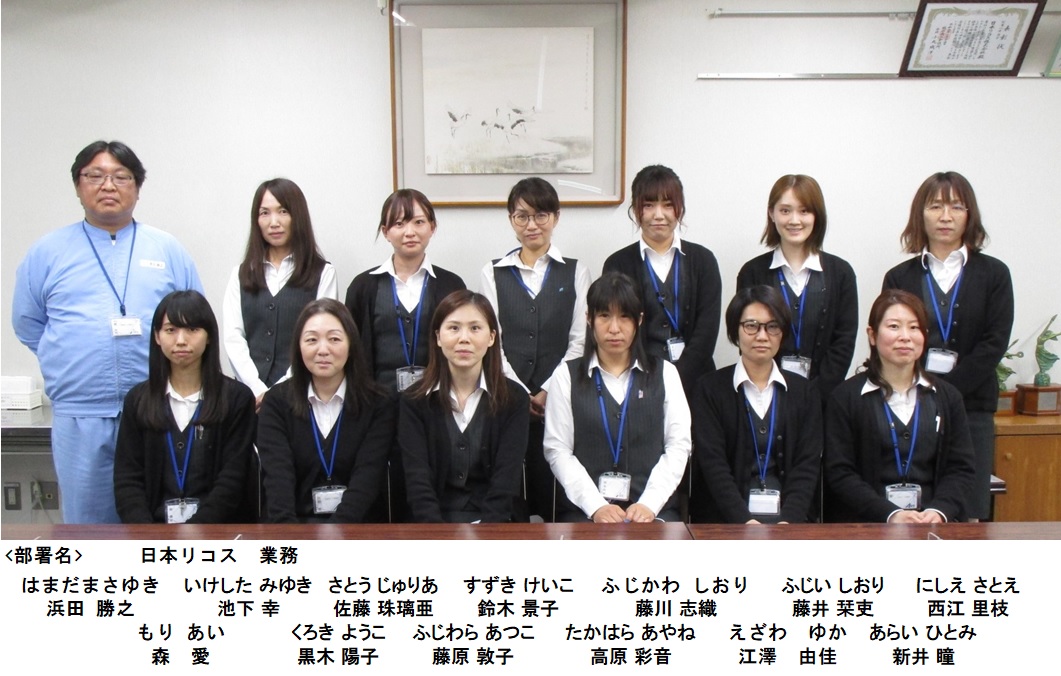 表彰状
<部署名>　日本リコス　業務
はまだまさゆき　いけした みゆき　さとう じゅりあ　すずき けいこ　ふじかわ　しおり　ふじい しおり　にしえ さとえ
浜田　勝之　池下 幸　佐藤 珠璃亜　鈴木 景子　藤川 志織　藤井 栞吏　西江 里枝
もり　あい　くろき ようこ　ふじわら あつこ　たかはら あやね　えざわ　ゆか　あらい ひとみ
森　愛　黒木 陽子　藤原 敦子　高原 彩音　江澤　由佳　新井 瞳